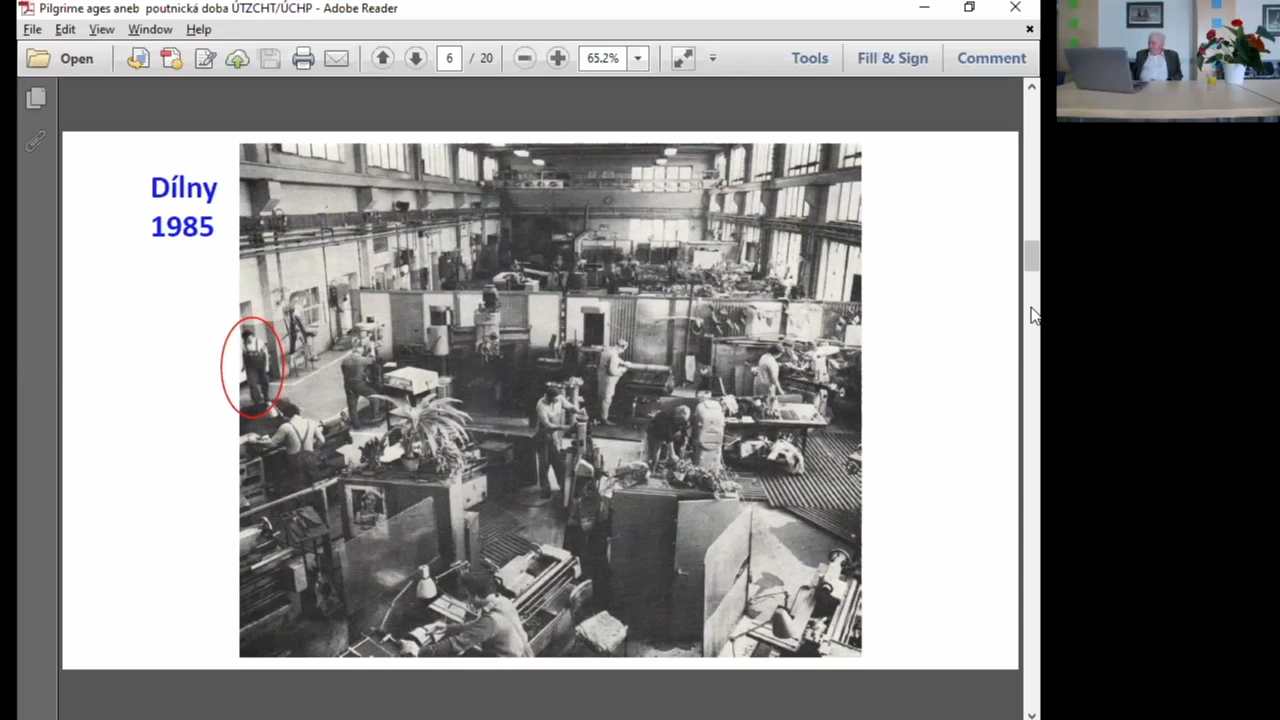 Pilgrime ages aneb poutnická doba ÚTZCHT/ÚCHP - Adobe Reader
File Edit View Window Help
Open 6 / 20 65.2% Tools Fill & Sign Comment
Dílny
1985